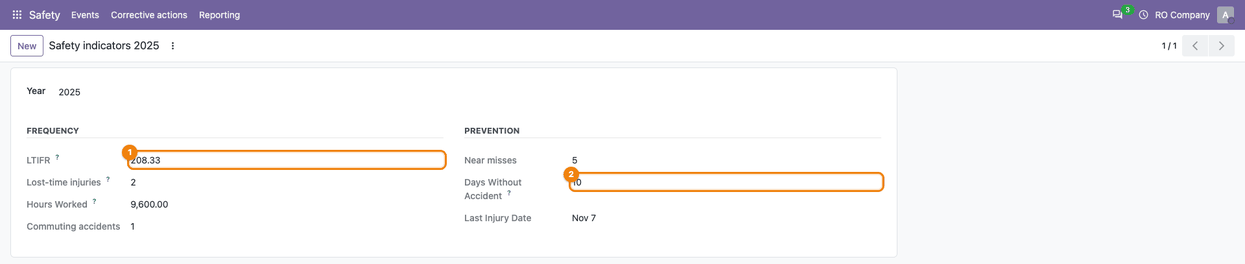 Safety Events Corrective actions Reporting 3 RO Company A
New Safety indicators 2025 1 / 1
Year 2025
FREQUENCY
LTIFR ? 1 208.33
Lost-time injuries ? 2
Hours Worked ? 9,600.00
Commuting accidents 1
PREVENTION
Near misses 5
Days Without 2 10
Accident ?
Last Injury Date Nov 7